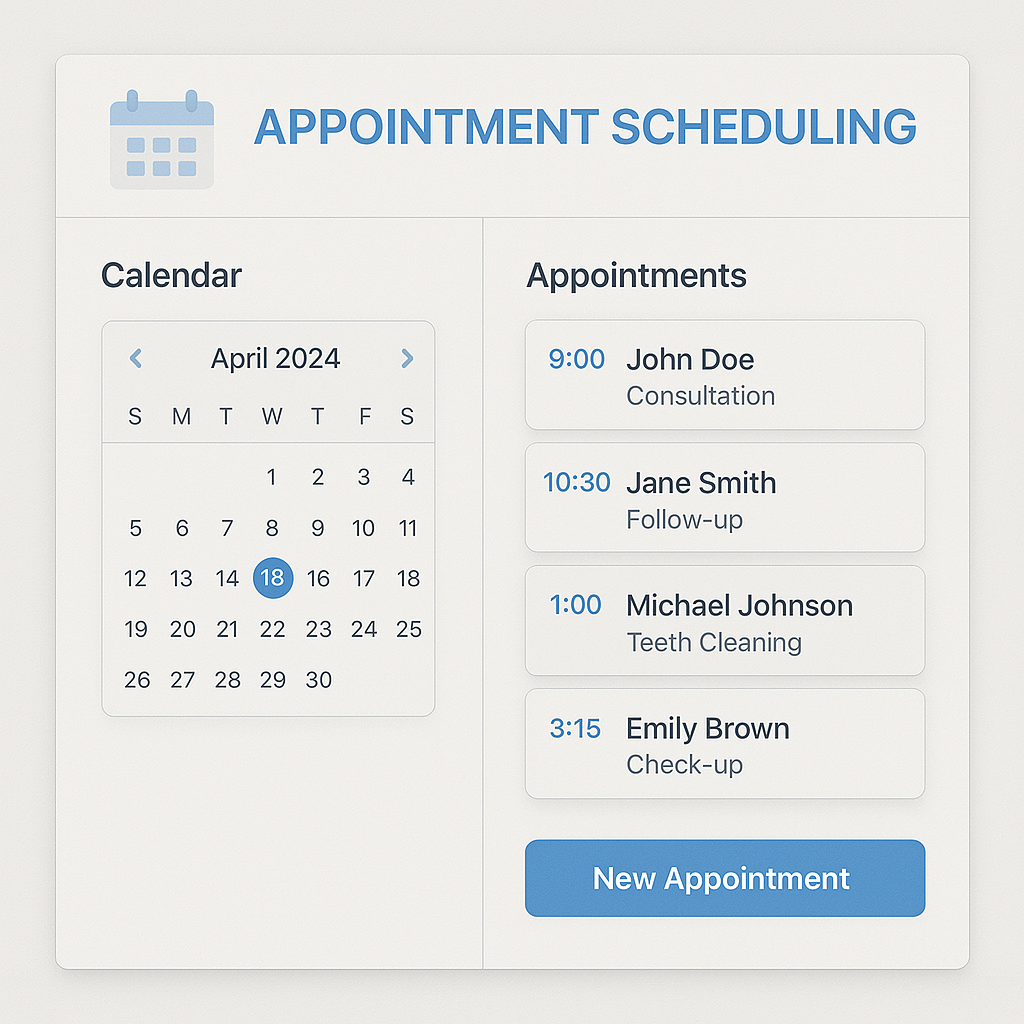 APPOINTMENT SCHEDULING
Calendar
April 2024
S M T W T F S
1 2 3 4
5 6 7 8 9 10 11
12 13 14 18 16 17 18
19 20 21 22 23 24 25
26 27 28 29 30
Appointments
9:00 John Doe
Consultation
10:30 Jane Smith
Follow-up
1:00 Michael Johnson
Teeth Cleaning
3:15 Emily Brown
Check-up
New Appointment